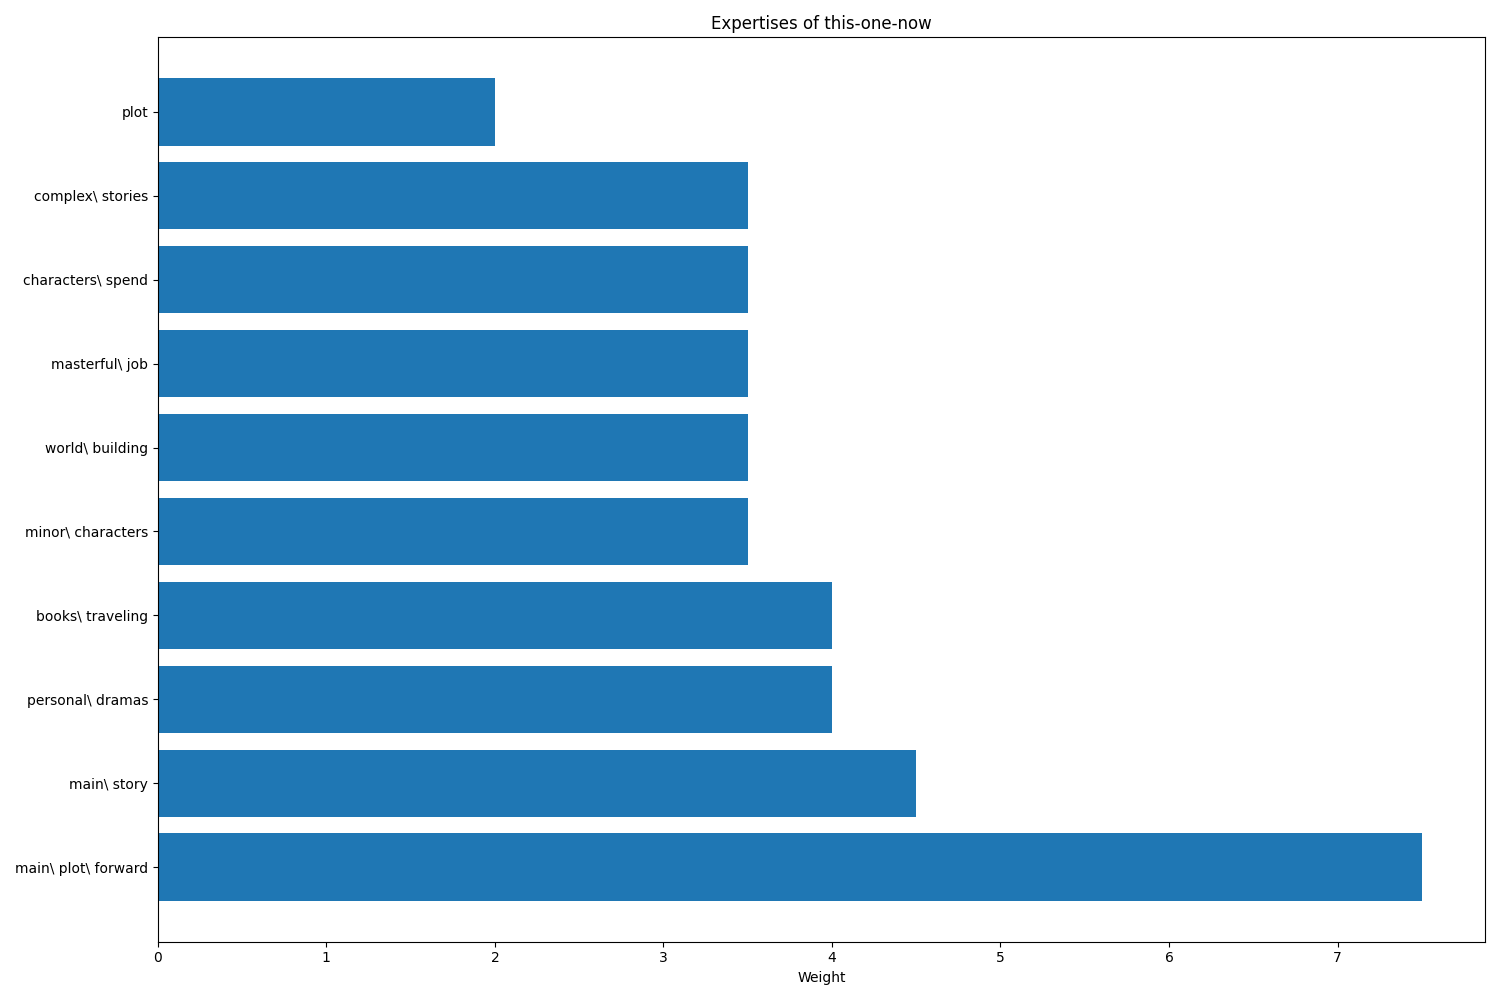 Expertises of this-one-now
plot
complex\ stories
characters\ spend
masterful\ job
world\ building
minor\ characters
books\ traveling
personal\ dramas
main\ story
main\ plot\ forward
0 1 2 3 4 5 6 7
Weight